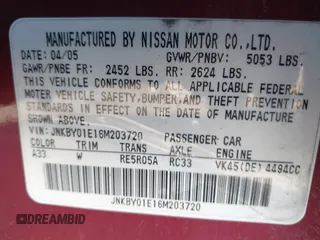 MANUFACTURED BY NISSAN MOTOR CO.,LTD.
DATE 04/05 GVWR/PNBV: 5053 LBS.
GAWR/PNBE FR: 2452 LBS. RR: 2624 LBS.
THIS VEHICLE CONFORMS TO ALL APPLICABLE FEDERAL
MOTOR VEHICLE SAFETY,BUMPER,AND THEFT PREVENTION
STANDARDS IN EFFECT ON THE DATE OF MANUFACTURE
SHOWN ABOVE.
VIN: JNKBY01E16M203720 PASSENGER CAR
COLOR TRIM TRANS AXLE ENGINE
A33 W RE5R05A RC33 VK45(DE) 4494CC
JNKBY01E16M203720
DREAMBID